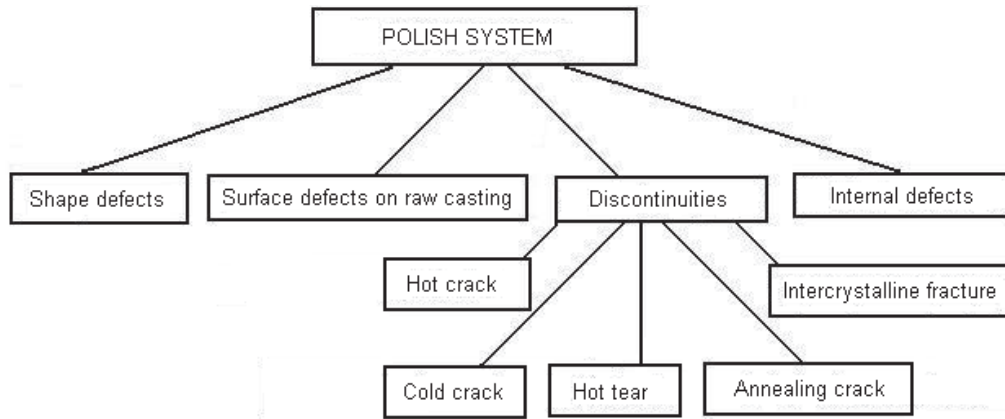 POLISH SYSTEM
Shape defects
Surface defects on raw casting
Discontinuities
Internal defects
Hot crack
Intercrystalline fracture
Cold crack
Hot tear
Annealing crack